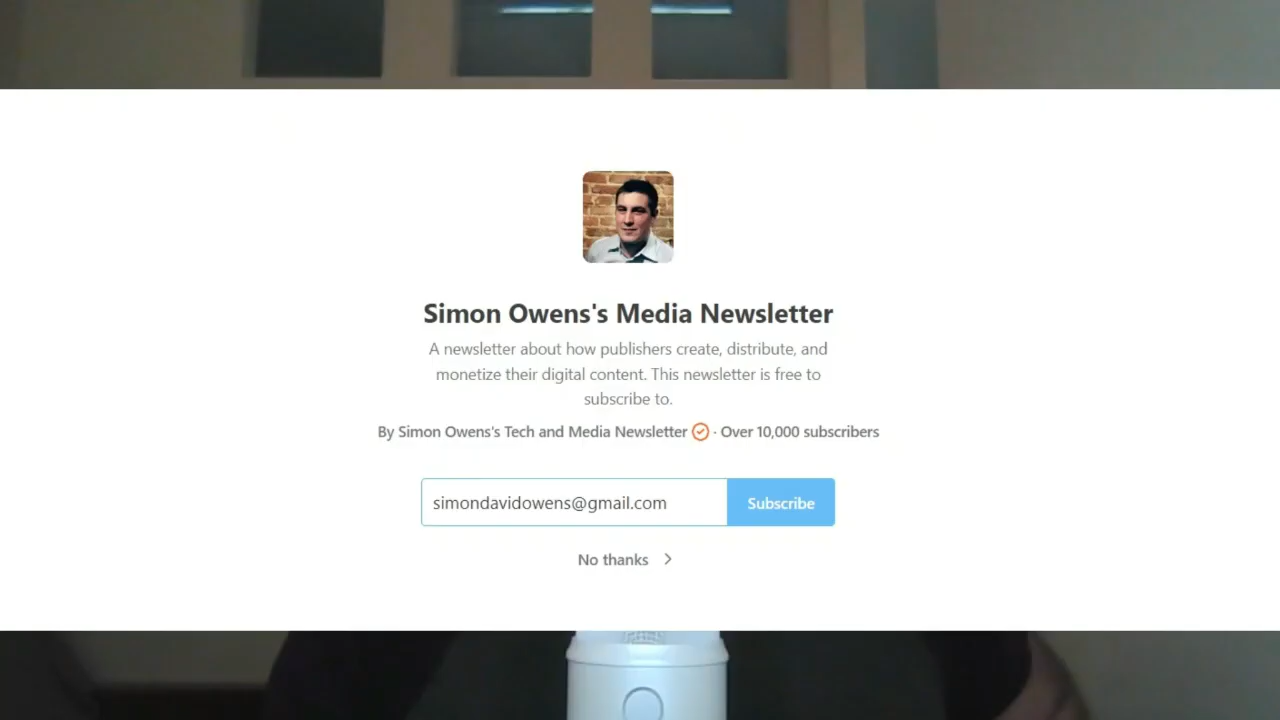 Simon Owens's Media Newsletter
A newsletter about how publishers create, distribute, and
monetize their digital content. This newsletter is free to
subscribe to.
By Simon Owens's Tech and Media Newsletter · Over 10,000 subscribers
simondavidowens@gmail.com
Subscribe
No thanks